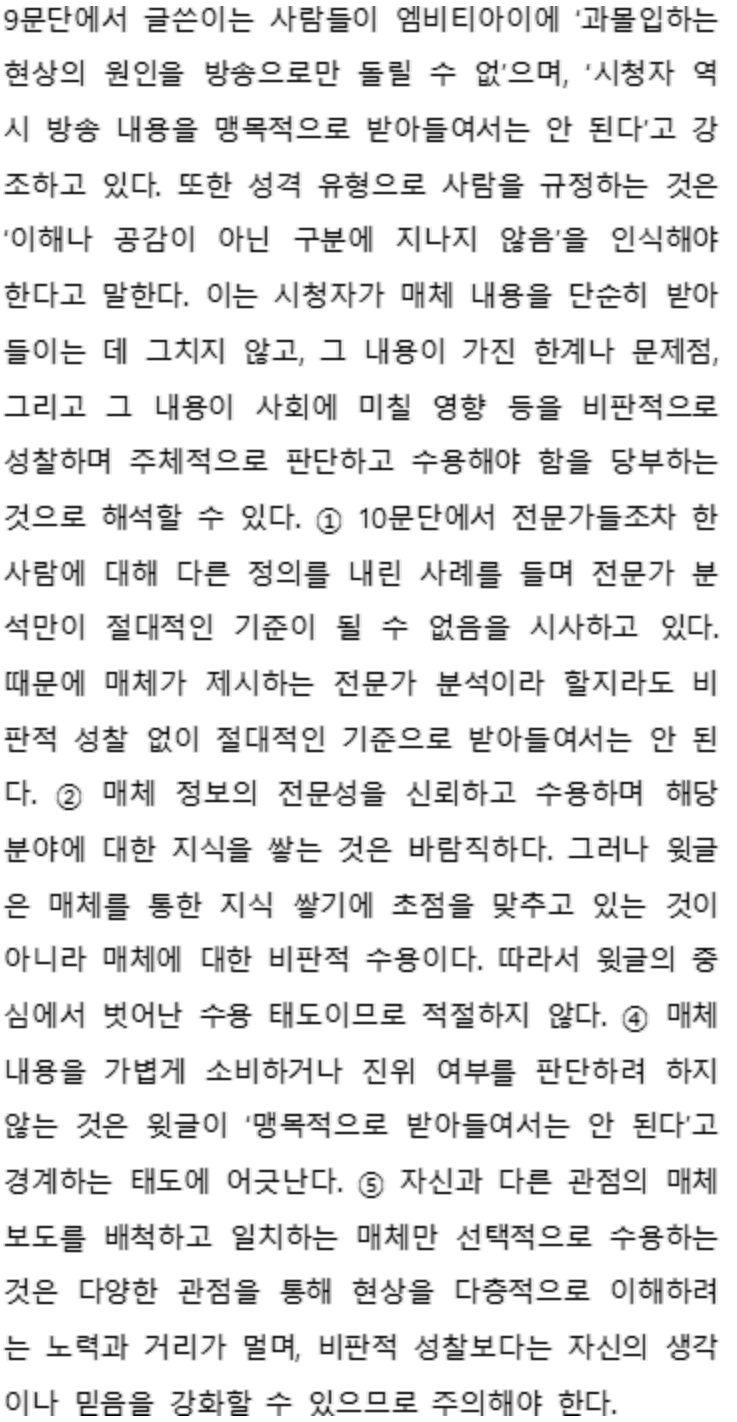 9문단에서 글쓴이는 사람들이 엠비티아이에 '과몰입하는
현상의 원인을 방송으로만 돌릴 수 없'으며, '시청자 역
시 방송 내용을 맹목적으로 받아들여서는 안 된다'고 강
조하고 있다. 또한 성격 유형으로 사람을 규정하는 것은
'이해나 공감이 아닌 구분에 지나지 않음'을 인식해야
한다고 말한다. 이는 시청자가 매체 내용을 단순히 받아
들이는 데 그치지 않고, 그 내용이 가진 한계나 문제점,
그리고 그 내용이 사회에 미칠 영향 등을 비판적으로
성찰하며 주체적으로 판단하고 수용해야 함을 당부하는
것으로 해석할 수 있다. ① 10문단에서 전문가들조차 한
사람에 대해 다른 정의를 내린 사례를 들며 전문가 분
석만이 절대적인 기준이 될 수 없음을 시사하고 있다.
때문에 매체가 제시하는 전문가 분석이라 할지라도 비
판적 성찰 없이 절대적인 기준으로 받아들여서는 안 된
다. ② 매체 정보의 전문성을 신뢰하고 수용하며 해당
분야에 대한 지식을 쌓는 것은 바람직하다. 그러나 윗글
은 매체를 통한 지식 쌓기에 초점을 맞추고 있는 것이
아니라 매체에 대한 비판적 수용이다. 따라서 윗글의 중
심에서 벗어난 수용 태도이므로 적절하지 않다. ④ 매체
내용을 가볍게 소비하거나 진위 여부를 판단하려 하지
않는 것은 윗글이 '맹목적으로 받아들여서는 안 된다'고
경계하는 태도에 어긋난다. ⑤ 자신과 다른 관점의 매체
보도를 배척하고 일치하는 매체만 선택적으로 수용하는
것은 다양한 관점을 통해 현상을 다층적으로 이해하려
는 노력과 거리가 멀며, 비판적 성찰보다는 자신의 생각
이나 믿음을 강화할 수 있으므로 주의해야 한다.